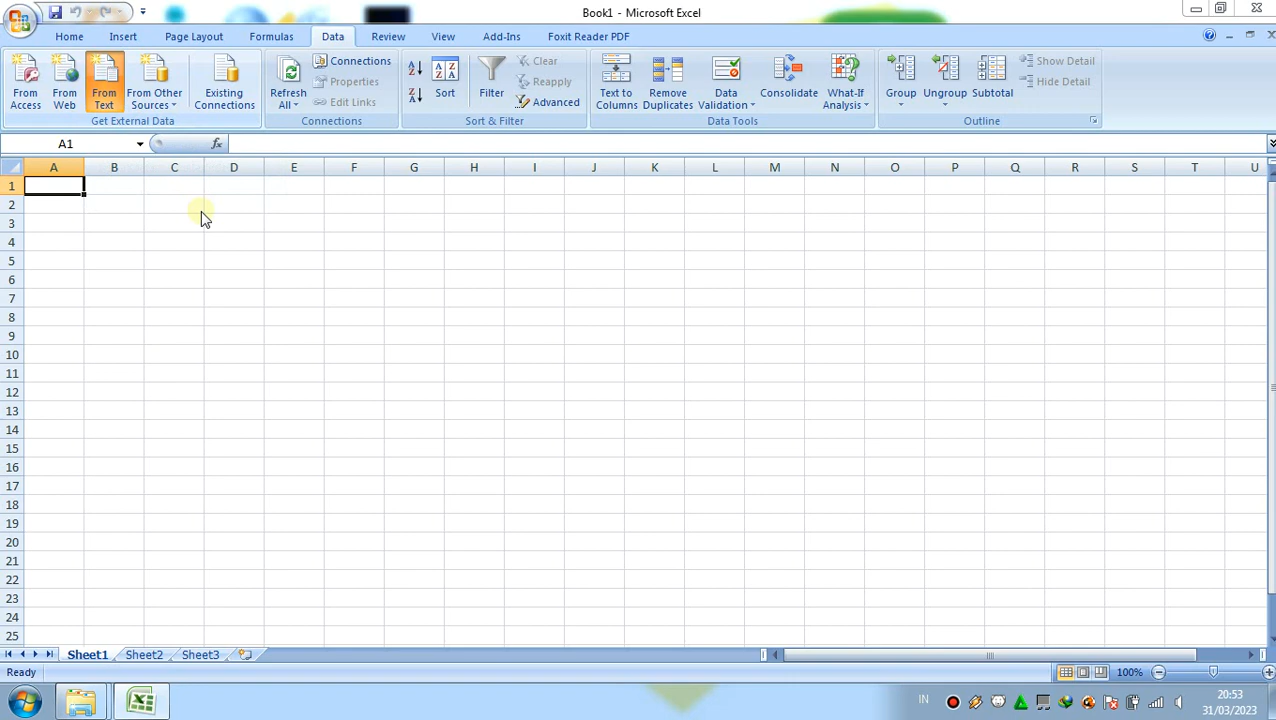 Book1 - Microsoft Excel
Home Insert Page Layout Formulas Data Review View Add-Ins Foxit Reader PDF
From Access
From Web
From Text
From Other Sources
Existing Connections
Get External Data
Refresh All
Connections
Properties
Edit Links
Connections
Sort
Filter
Clear
Reapply
Advanced
Sort & Filter
Text to Columns
Remove Duplicates
Data Validation
Consolidate
What-If Analysis
Data Tools
Group
Ungroup
Subtotal
Show Detail
Hide Detail
Outline
A1 fx
A B C D E F G H I J K L M N O P Q R S T U
1
2
3
4
5
6
7
8
9
10
11
12
13
14
15
16
17
18
19
20
21
22
23
24
25
Sheet1 Sheet2 Sheet3
Ready 100%
IN 20:53
31/03/2023